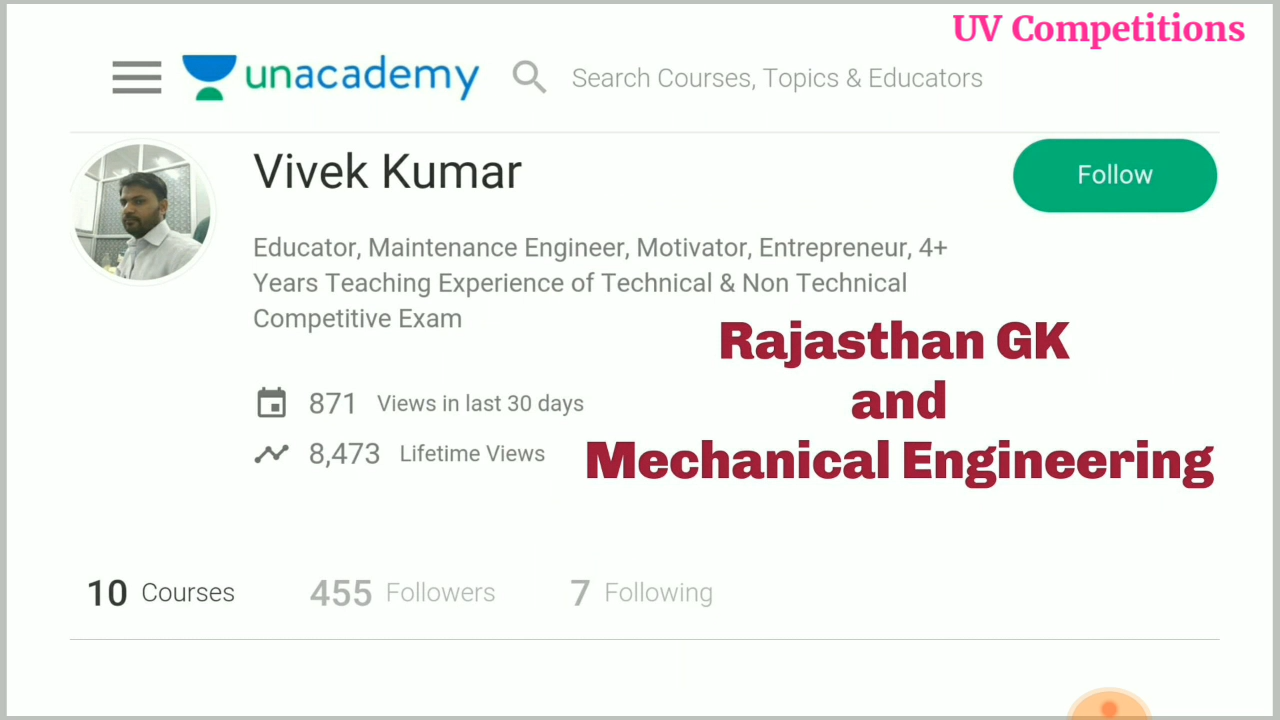 UV Competitions
unacademy
Search Courses, Topics & Educators
Vivek Kumar
Follow
Educator, Maintenance Engineer, Motivator, Entrepreneur, 4+
Years Teaching Experience of Technical & Non Technical
Competitive Exam
871 Views in last 30 days
8,473 Lifetime Views
Rajasthan GK
and
Mechanical Engineering
10 Courses 455 Followers 7 Following